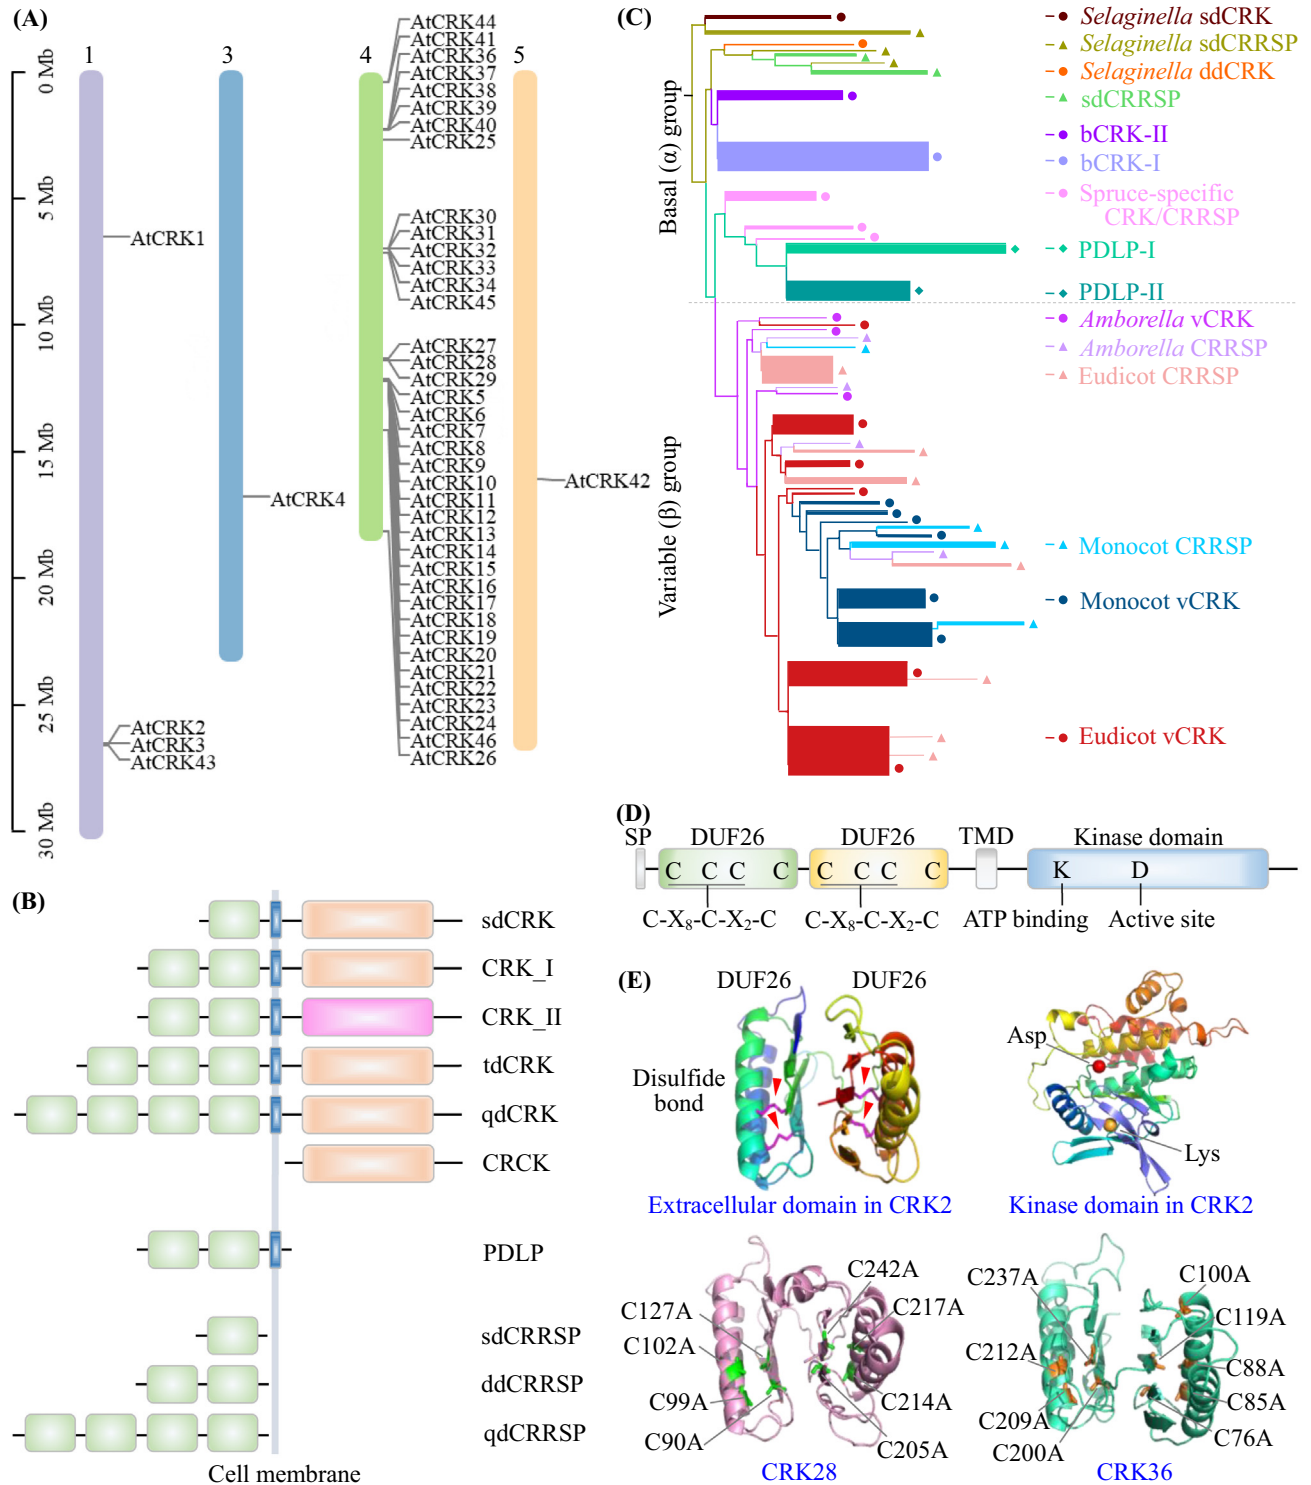 (A)
1
3
4
5
0 Mb
5 Mb
10 Mb
15 Mb
20 Mb
25 Mb
30 Mb
AtCRK1
AtCRK2
AtCRK3
AtCRK43
AtCRK4
AtCRK44
AtCRK41
AtCRK36
AtCRK37
AtCRK38
AtCRK39
AtCRK40
AtCRK25
AtCRK30
AtCRK31
AtCRK32
AtCRK33
AtCRK34
AtCRK45
AtCRK27
AtCRK28
AtCRK29
AtCRK5
AtCRK6
AtCRK7
AtCRK8
AtCRK9
AtCRK10
AtCRK11
AtCRK12
AtCRK13
AtCRK14
AtCRK15
AtCRK16
AtCRK17
AtCRK18
AtCRK19
AtCRK20
AtCRK21
AtCRK22
AtCRK23
AtCRK24
AtCRK46
AtCRK26
AtCRK42
(B)
sdCRK
CRK_I
CRK_II
tdCRK
qdCRK
CRCK
PDLP
sdCRRSP
ddCRRSP
qdCRRSP
Cell membrane
(C)
Basal (α) group
Variable (β) group
Selaginella sdCRK
Selaginella sdCRRSP
Selaginella ddCRK
sdCRRSP
bCRK-II
bCRK-I
Spruce-specific
CRK/CRRSP
PDLP-I
PDLP-II
Amborella vCRK
Amborella CRRSP
Eudicot CRRSP
Monocot CRRSP
Monocot vCRK
Eudicot vCRK
(D)
SP DUF26 DUF26 TMD Kinase domain
C C C C C C C C K D
C-X8-C-X2-C C-X8-C-X2-C ATP binding Active site
(E)
DUF26 DUF26
Disulfide
bond
Extracellular domain in CRK2
Asp
Lys
Kinase domain in CRK2
C242A
C127A
C217A
C102A
C99A
C214A
C90A
C205A
CRK28
C237A
C100A
C119A
C212A
C88A
C85A
C209A
C76A
C200A
CRK36